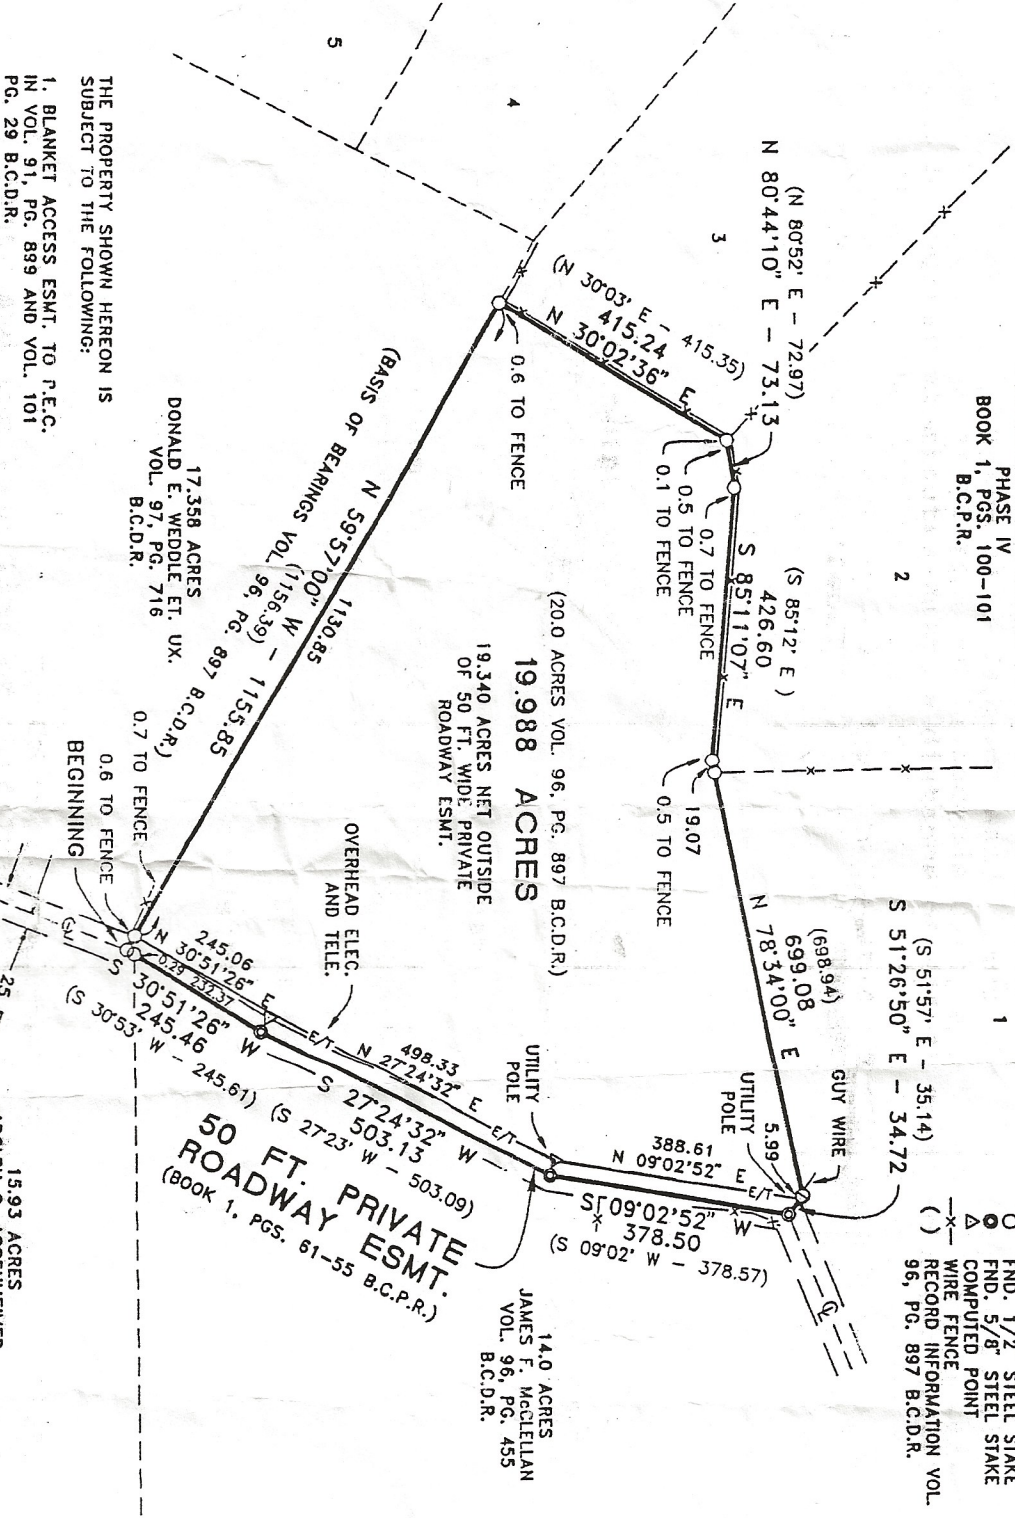 PHASE IV
BOOK 1, PGS. 100-101
B.C.P.R.
5
4
3
2
1
(N 80°52' E - 72.97)
N 80°44'10" E - 73.13
(N 30°03' E - 415.35)
415.24
N 30°02'36" E
0.6 TO FENCE
0.7 TO FENCE
0.5 TO FENCE
0.1 TO FENCE
(S 85°12' E )
426.60
S 85°11'07" E
19.07
0.5 TO FENCE
(698.94)
699.08
N 78°34'00" E
(S 51°57' E - 35.14)
S 51°26'50" E - 34.72
GUY WIRE
5.99
UTILITY
POLE
FND. 1/2" STEEL STAKE
FND. 5/8" STEEL STAKE
COMPUTED POINT
WIRE FENCE
( ) RECORD INFORMATION VOL.
96, PG. 897 B.C.D.R.
(20.0 ACRES VOL. 96, PG. 897 B.C.D.R.)
19.988 ACRES
19.340 ACRES NET OUTSIDE
OF 50 FT. WIDE PRIVATE
ROADWAY ESMT.
1130.85
N 59°57'00" W - 1155.85
(1156.39)
(BASIS OF BEARINGS VOL. 96, PG. 897 B.C.D.R.)
17.358 ACRES
DONALD E. WEDDLE ET. UX.
VOL. 97, PG. 716
B.C.D.R.
THE PROPERTY SHOWN HEREON IS
SUBJECT TO THE FOLLOWING:
1. BLANKET ACCESS ESMT. TO P.E.C.
IN VOL. 91, PG. 899 AND VOL. 101
PG. 29 B.C.D.R.
0.7 TO FENCE
0.6 TO FENCE
BEGINNING
OVERHEAD ELEC.
AND TELE.
245.06
N 30°51'26" E
0.29 232.37
S 30°51'26" W
245.46
(S 30°53' W - 245.61)
E/T
498.33
N 27°24'32" E
E/T
S 27°24'32" W
503.13
(S 27°23' W - 503.09)
UTILITY
POLE
388.61
N 09°02'52" E
E/T
S 09°02'52" W
378.50
(S 09°02' W - 378.57)
50 FT. PRIVATE
ROADWAY ESMT.
(BOOK 1, PGS. 61-55 B.C.P.R.)
14.0 ACRES
JAMES F. McCLELLAN
VOL. 96, PG. 455
B.C.D.R.
15.993 ACRES
25